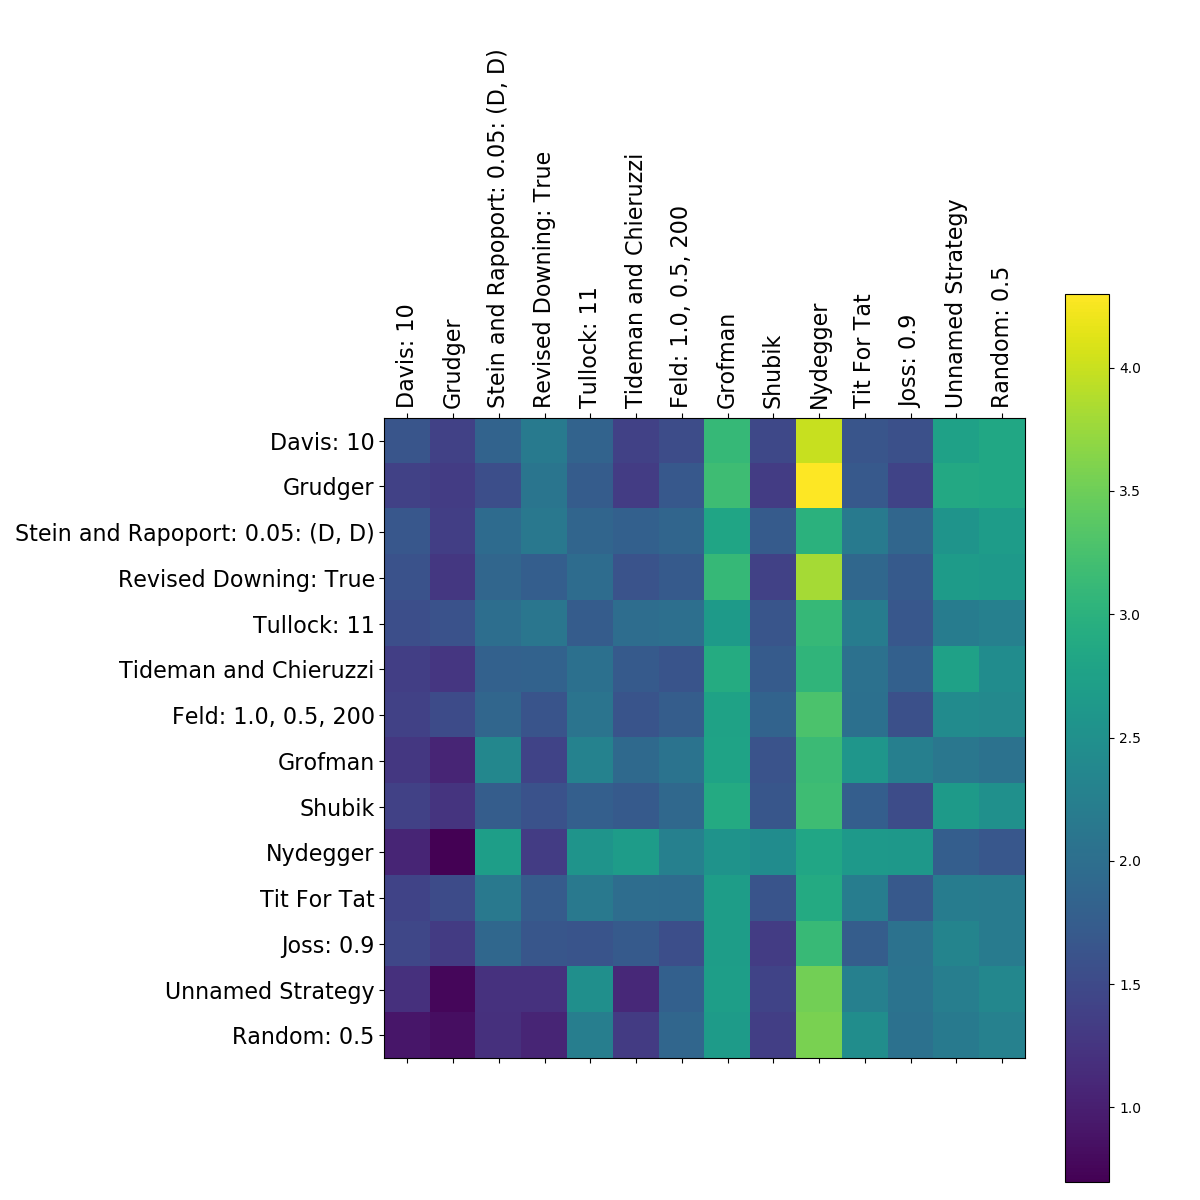 Davis: 10
Grudger
Stein and Rapoport: 0.05: (D, D)
Revised Downing: True
Tullock: 11
Tideman and Chieruzzi
Feld: 1.0, 0.5, 200
Grofman
Shubik
Nydegger
Tit For Tat
Joss: 0.9
Unnamed Strategy
Random: 0.5
Davis: 10
Grudger
Stein and Rapoport: 0.05: (D, D)
Revised Downing: True
Tullock: 11
Tideman and Chieruzzi
Feld: 1.0, 0.5, 200
Grofman
Shubik
Nydegger
Tit For Tat
Joss: 0.9
Unnamed Strategy
Random: 0.5
4.0
3.5
3.0
2.5
2.0
1.5
1.0